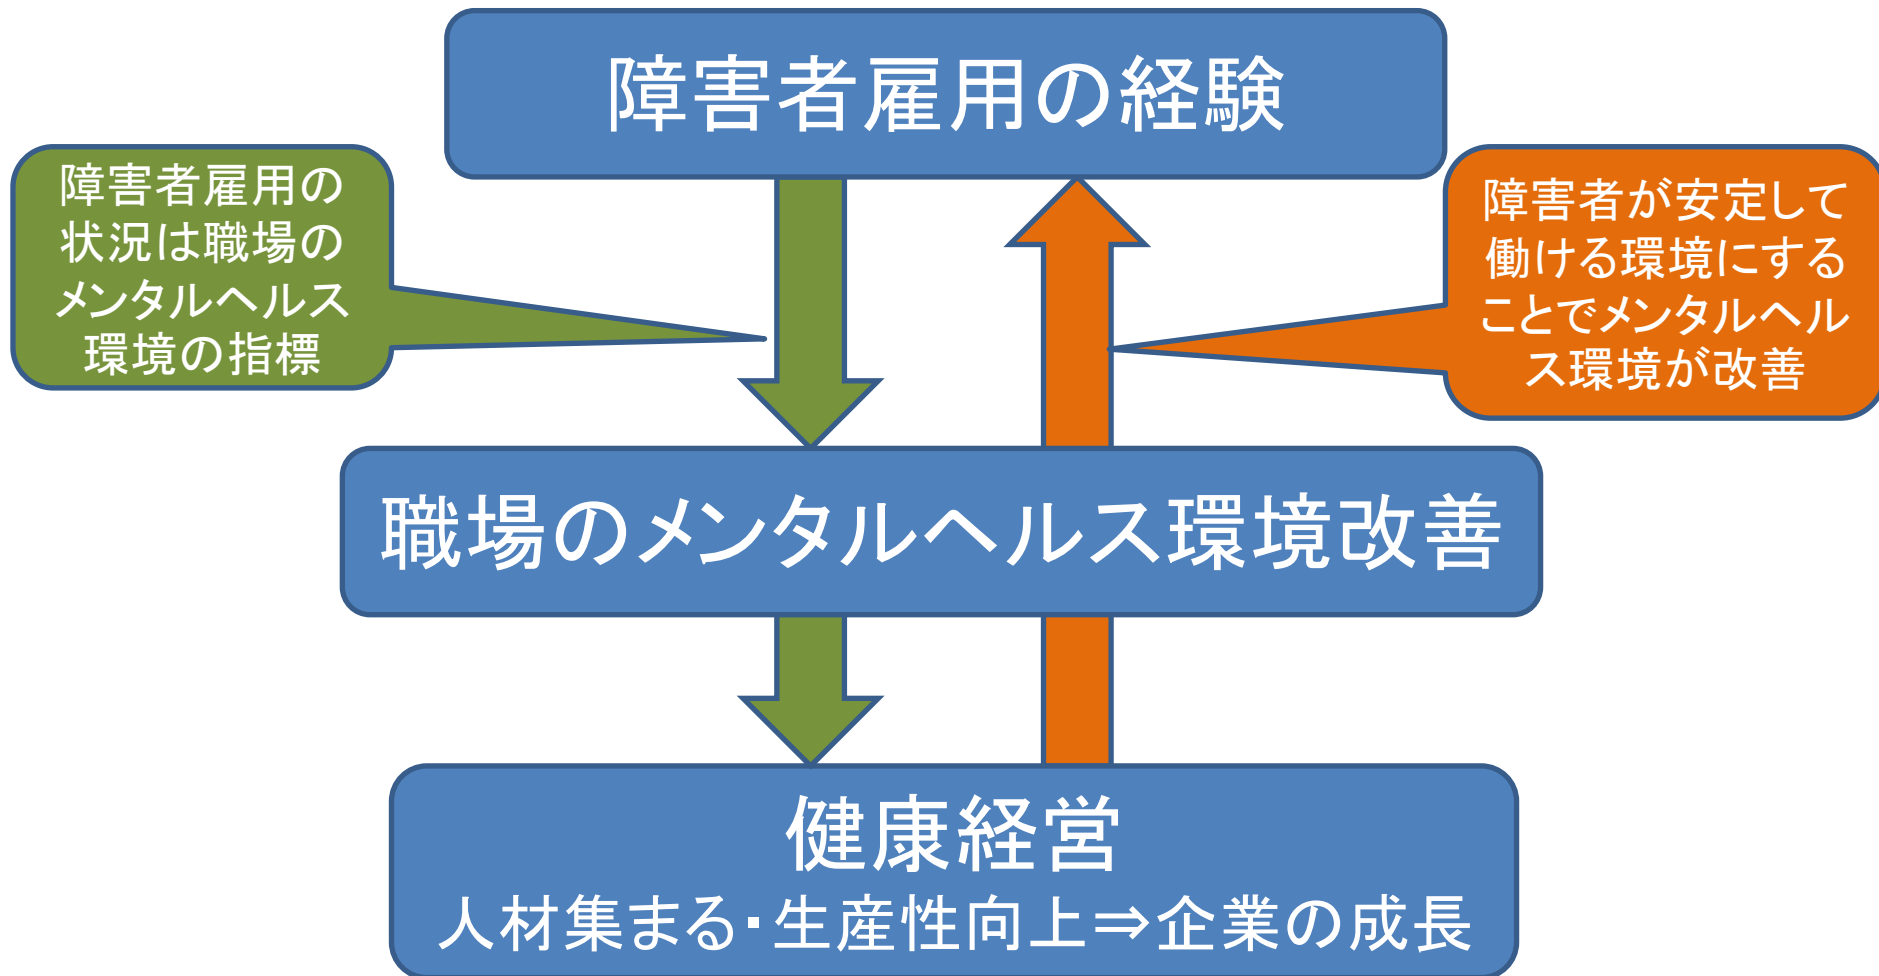 障害者雇用の経験
障害者雇用の
状況は職場の
メンタルヘルス
環境の指標
障害者が安定して
働ける環境にする
ことでメンタルヘル
ス環境が改善
職場のメンタルヘルス環境改善
健康経営
人材集まる・生産性向上⇒企業の成長